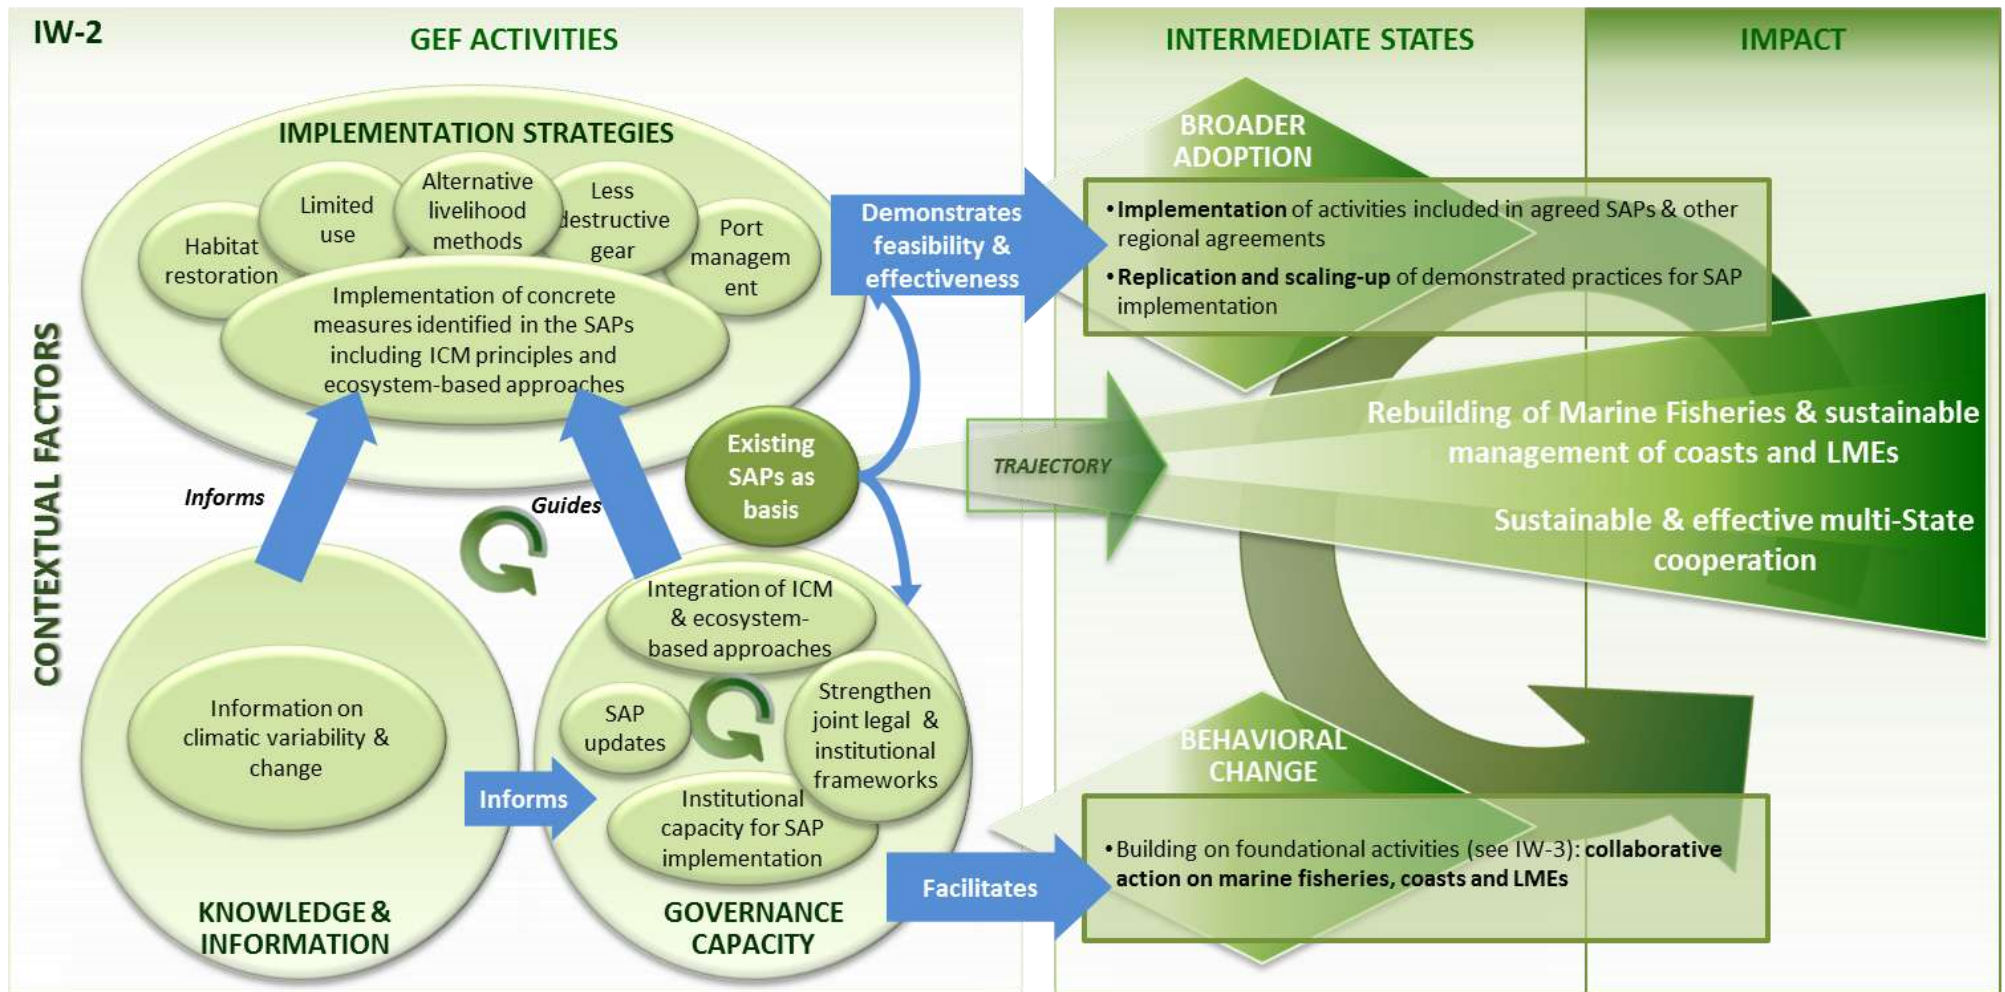 IW-2
GEF ACTIVITIES
INTERMEDIATE STATES
IMPACT
CONTEXTUAL FACTORS
IMPLEMENTATION STRATEGIES
Habitat
restoration
Limited
use
Alternative
livelihood
methods
Less
destructive
gear
Port
managem
ent
Implementation of concrete
measures identified in the SAPs
including ICM principles and
ecosystem-based approaches
Demonstrates
feasibility &
effectiveness
BROADER
ADOPTION
•Implementation of activities included in agreed SAPs & other
regional agreements
•Replication and scaling-up of demonstrated practices for SAP
implementation
Existing
SAPs as
basis
TRAJECTORY
Rebuilding of Marine Fisheries & sustainable
management of coasts and LMEs
Sustainable & effective multi-State
cooperation
Informs
Guides
Information on
climatic variability &
change
KNOWLEDGE &
INFORMATION
Informs
Integration of ICM
& ecosystem-
based approaches
SAP
updates
Strengthen
joint legal &
institutional
frameworks
Institutional
capacity for SAP
implementation
GOVERNANCE
CAPACITY
Facilitates
BEHAVIORAL
CHANGE
•Building on foundational activities (see IW-3): collaborative
action on marine fisheries, coasts and LMEs